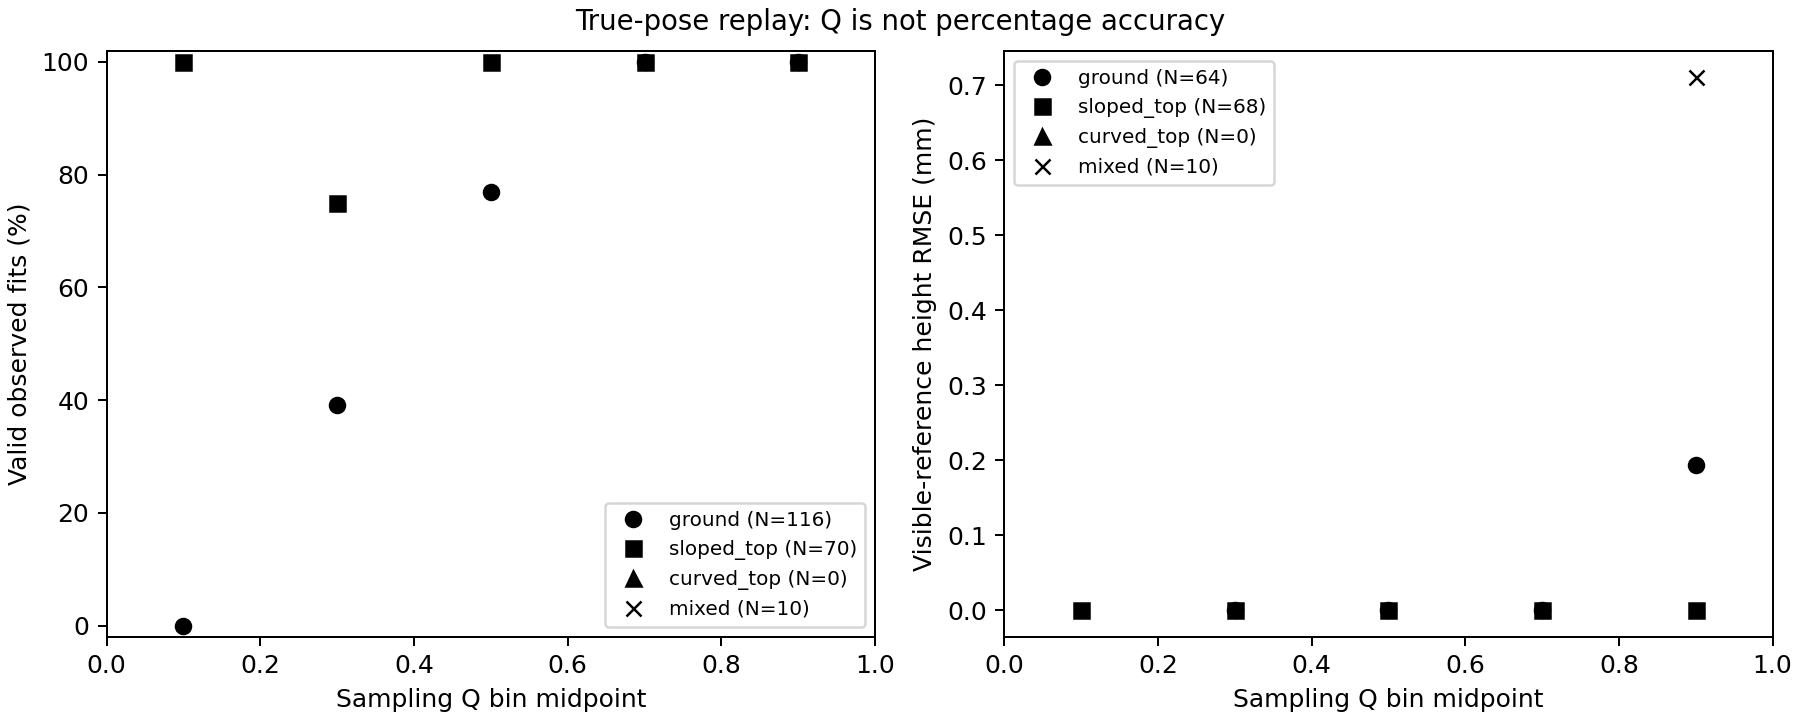 True-pose replay: Q is not percentage accuracy
Valid observed fits (%)
100
80
60
40
20
0
0.0 0.2 0.4 0.6 0.8 1.0
Sampling Q bin midpoint
ground (N=116)
sloped_top (N=70)
curved_top (N=0)
mixed (N=10)
Visible-reference height RMSE (mm)
0.7
0.6
0.5
0.4
0.3
0.2
0.1
0.0
0.0 0.2 0.4 0.6 0.8 1.0
Sampling Q bin midpoint
ground (N=64)
sloped_top (N=68)
curved_top (N=0)
mixed (N=10)